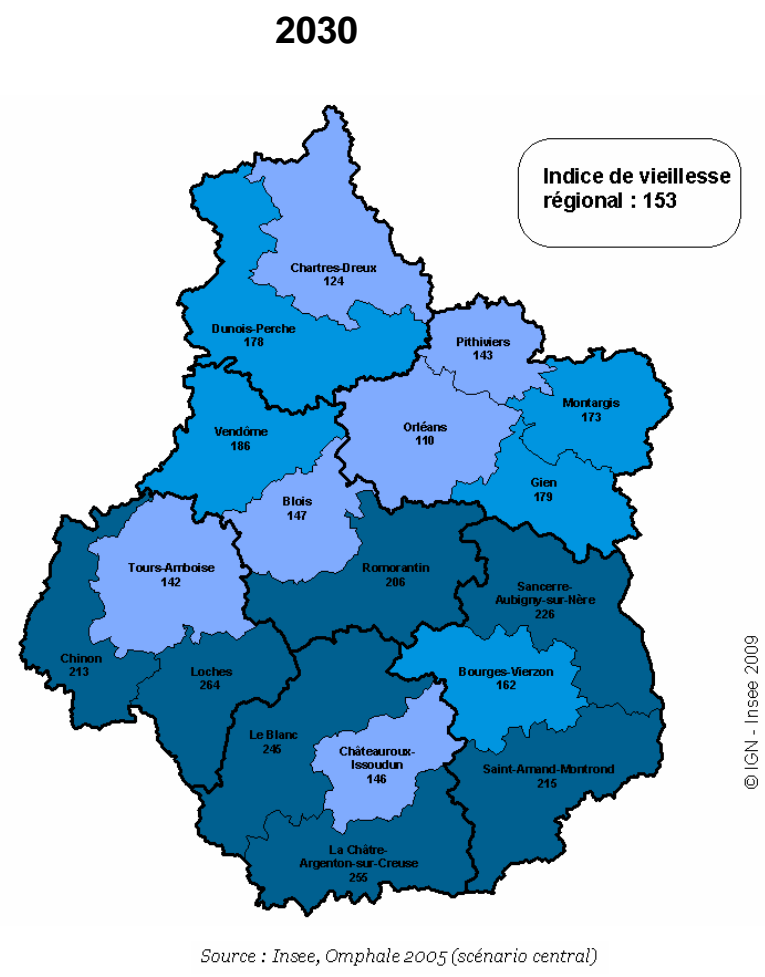 2030
Indice de vieillesse
régional : 153
Chartres-Dreux
124
Dunois-Perche
178
Pithiviers
143
Montargis
173
Orléans
110
Vendôme
186
Gien
179
Blois
147
Tours-Amboise
142
Romorantin
206
Sancerre-
Aubigny-sur-Nère
226
Chinon
213
Loches
264
Bourges-Vierzon
162
Le Blanc
245
Châteauroux-
Issoudun
146
Saint-Amand-Montrond
215
La Châtre-
Argenton-sur-Creuse
255
© IGN - Insee 2009
Source : Insee, Omphale 2005 (scénario central)